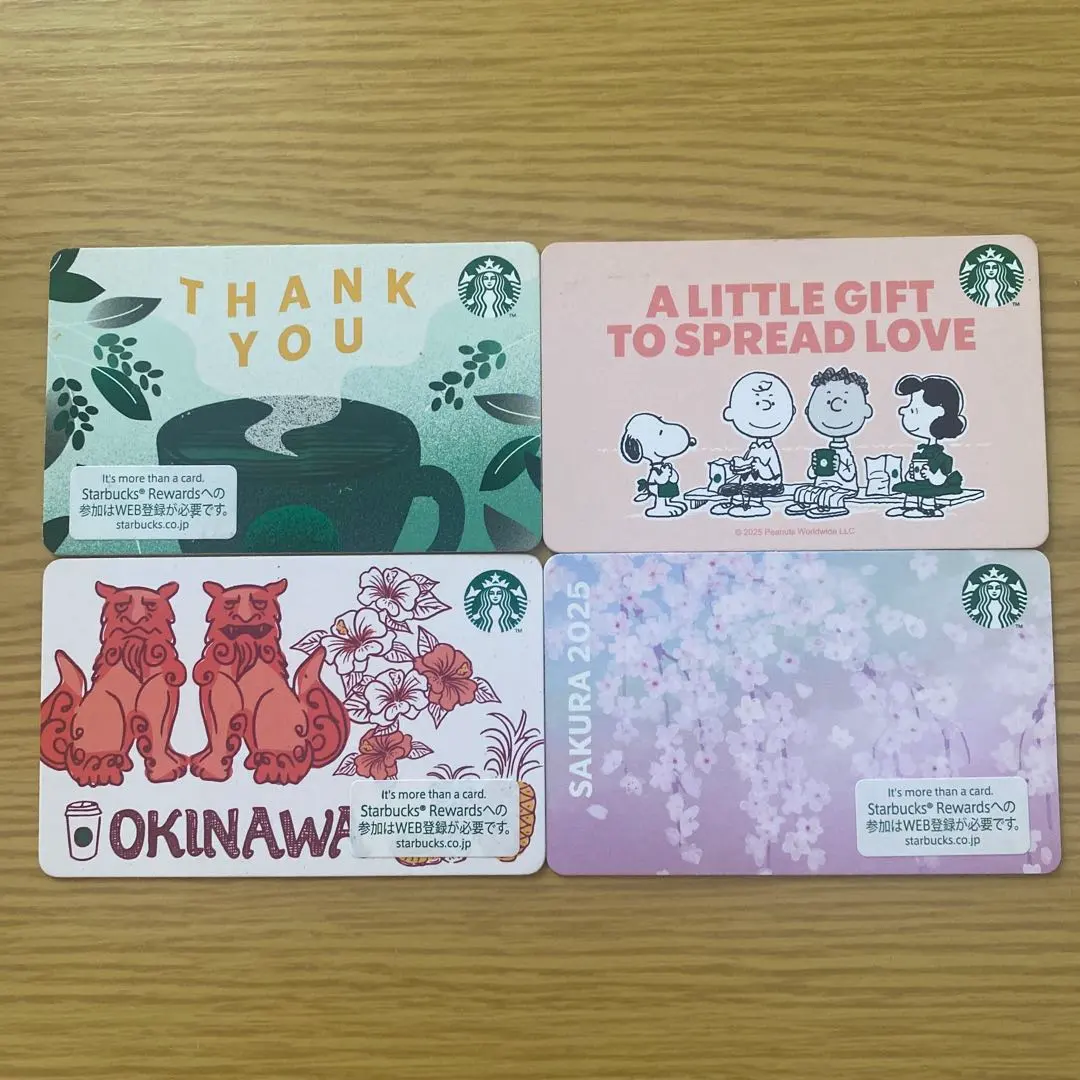 THANK
YOU
It's more than a card.
Starbucks® Rewardsへの
参加はWEB登録が必要です。
starbucks.co.jp
A LITTLE GIFT
TO SPREAD LOVE
© 2025 Peanuts Worldwide LLC
OKINAWA
It's more than a card.
Starbucks® Rewardsへの
参加はWEB登録が必要です。
starbucks.co.jp
SAKURA 2025
It's more than a card.
Starbucks® Rewardsへの
参加はWEB登録が必要です。
starbucks.co.jp